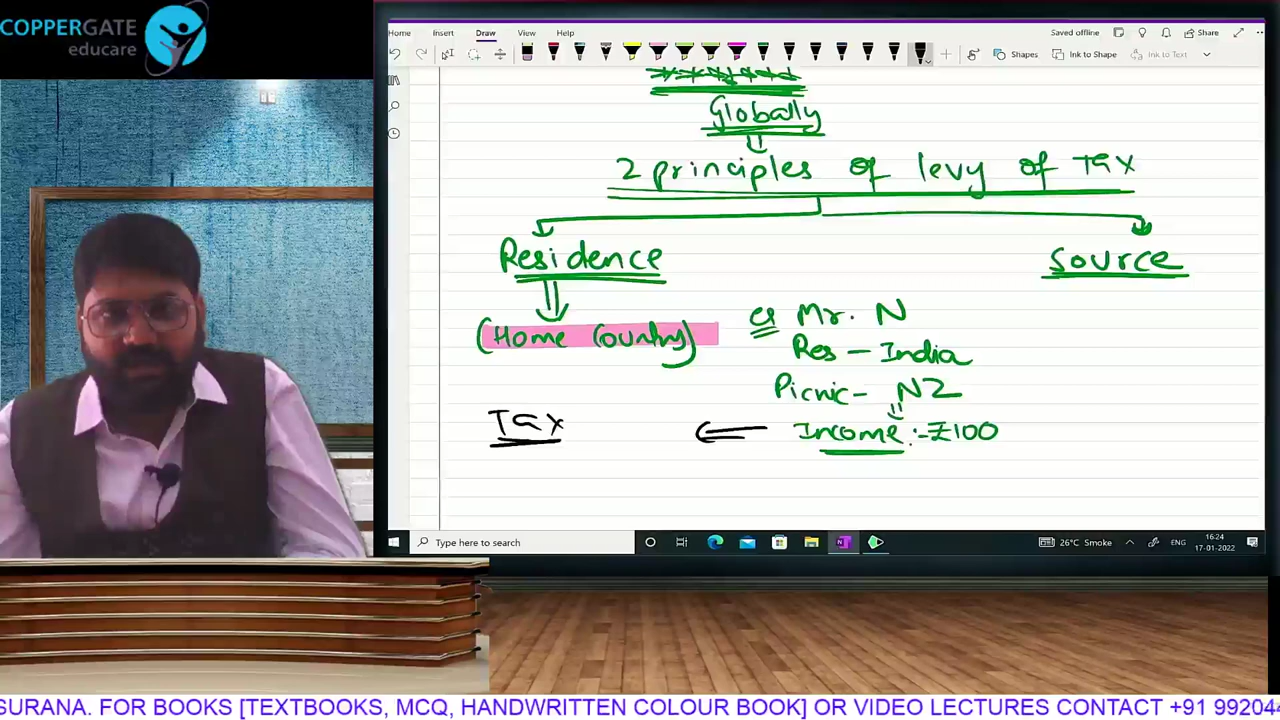 COPPERGATE
educare
Home Insert Draw View Help
Saved offline
Share
Shapes
Ink to Shape
Ink to Text
Globally
2 principles of levy of Tax
Residence
Source
(Home Country)
eg Mr. N
Res - India
Picnic - NZ
Tax
Income :- ₹100
Type here to search
26°C Smoke
ENG
16:24
17-01-2022
SURANA. FOR BOOKS [TEXTBOOKS, MCQ, HANDWRITTEN COLOUR BOOK] OR VIDEO LECTURES CONTACT +91 99204